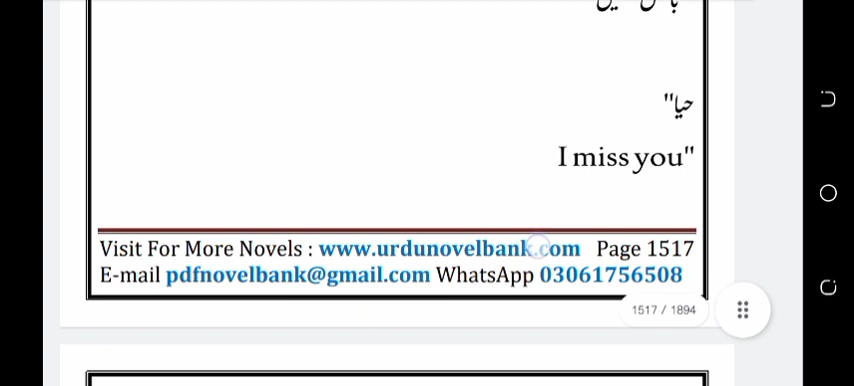 "حیا
I miss you"
Visit For More Novels : www.urdunovelbank.com Page 1517
E-mail pdfnovelbank@gmail.com WhatsApp 03061756508
1517 / 1894